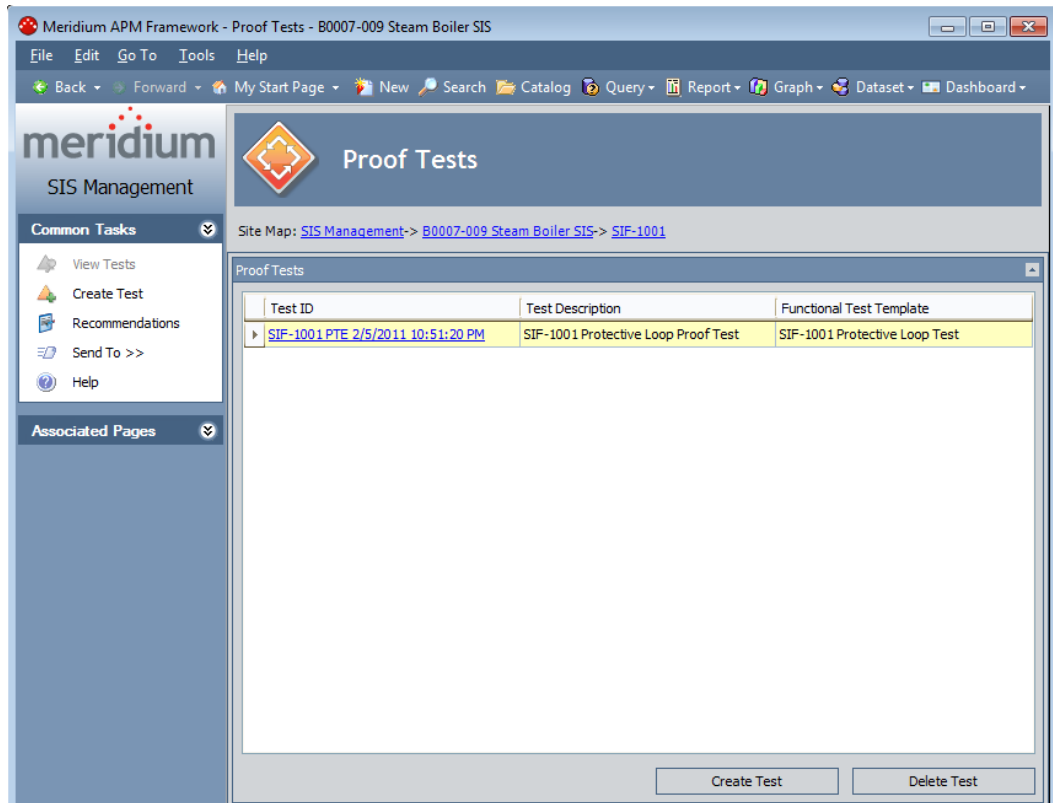 Meridium APM Framework - Proof Tests - B0007-009 Steam Boiler SIS
File Edit Go To Tools Help
Back Forward My Start Page New Search Catalog Query Report Graph Dataset Dashboard
meridium
SIS Management
Proof Tests
Common Tasks
View Tests
Create Test
Recommendations
Send To >>
Help
Associated Pages
Site Map: SIS Management-> B0007-009 Steam Boiler SIS-> SIF-1001
Proof Tests
Test ID Test Description Functional Test Template
SIF-1001 PTE 2/5/2011 10:51:20 PM SIF-1001 Protective Loop Proof Test SIF-1001 Protective Loop Test
Create Test Delete Test